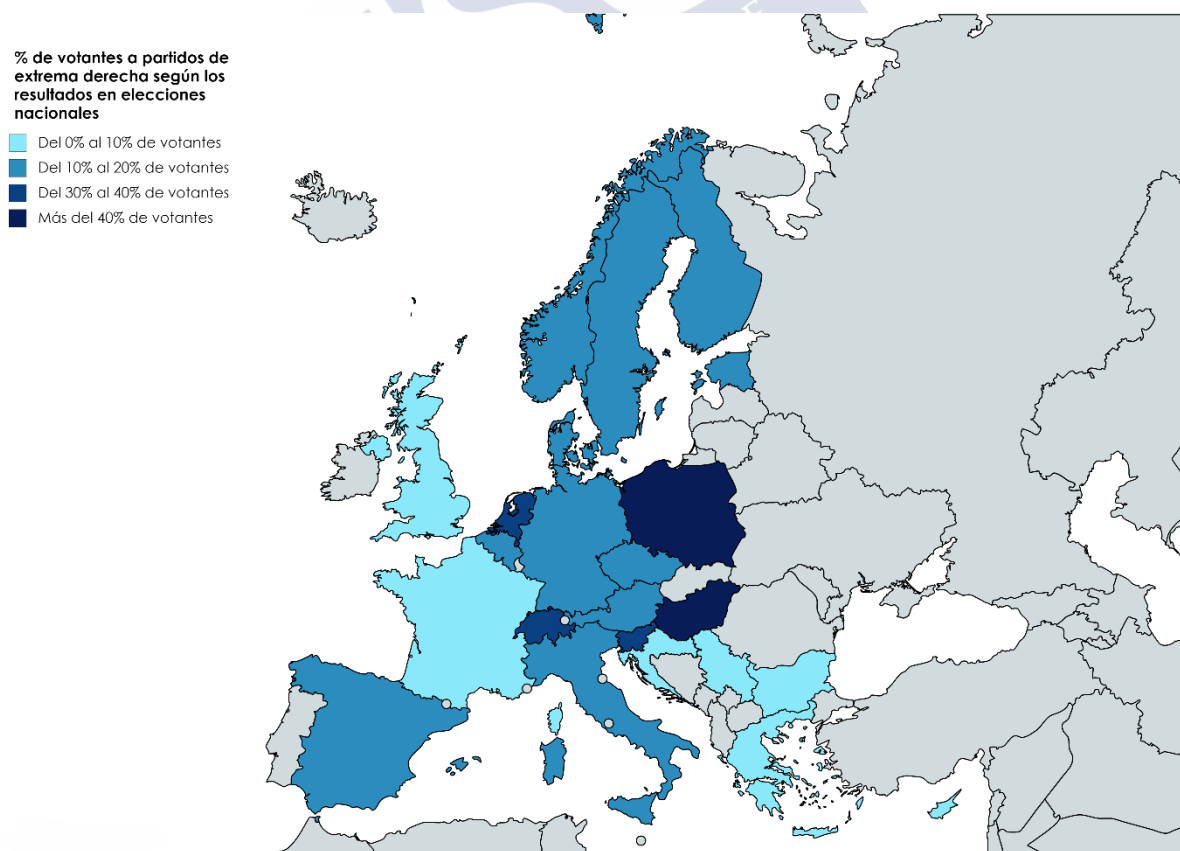 % de votantes a partidos de
extrema derecha según los
resultados en elecciones
nacionales
Del 0% al 10% de votantes
Del 10% al 20% de votantes
Del 30% al 40% de votantes
Más del 40% de votantes